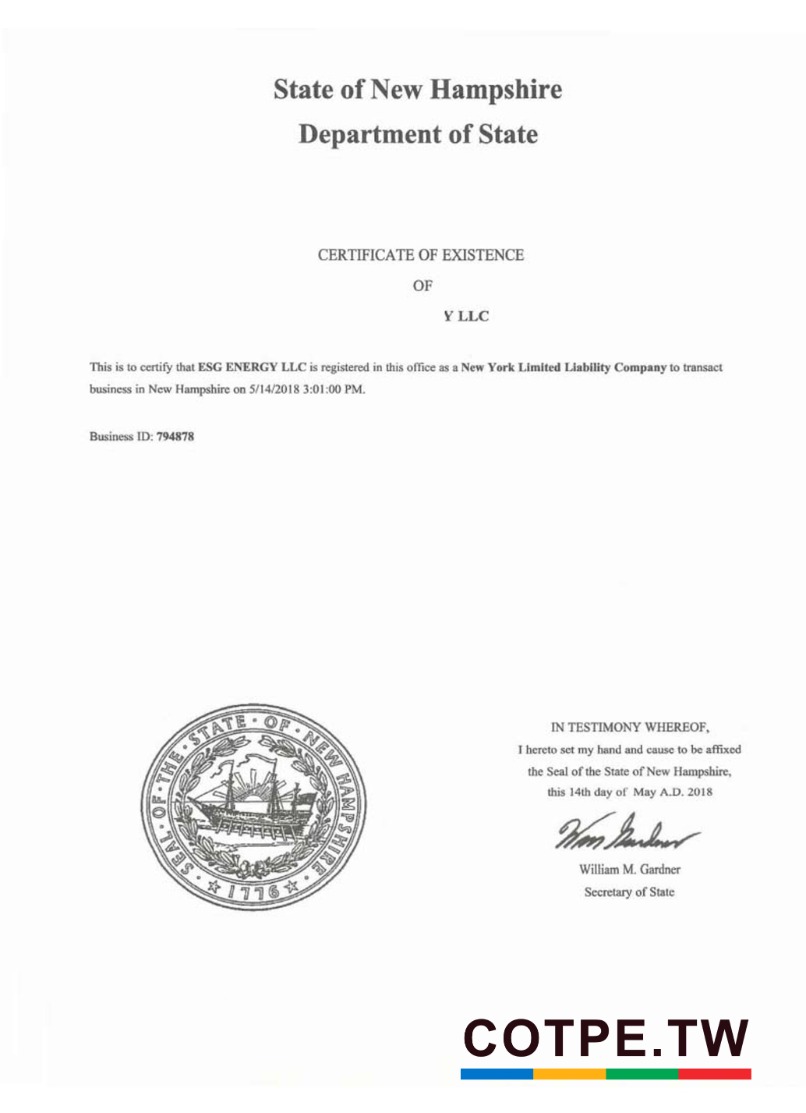 State of New Hampshire
Department of State
CERTIFICATE OF EXISTENCE
OF
Y LLC
This is to certify that ESG ENERGY LLC is registered in this office as a New York Limited Liability Company to transact
business in New Hampshire on 5/14/2018 3:01:00 PM.
Business ID: 794878
SEAL · OF · THE · STATE · OF · NEW HAMPSHIRE ·
1776
IN TESTIMONY WHEREOF,
I hereto set my hand and cause to be affixed
the Seal of the State of New Hampshire,
this 14th day of May A.D. 2018
Wm Gardner
William M. Gardner
Secretary of State
COTPE.TW